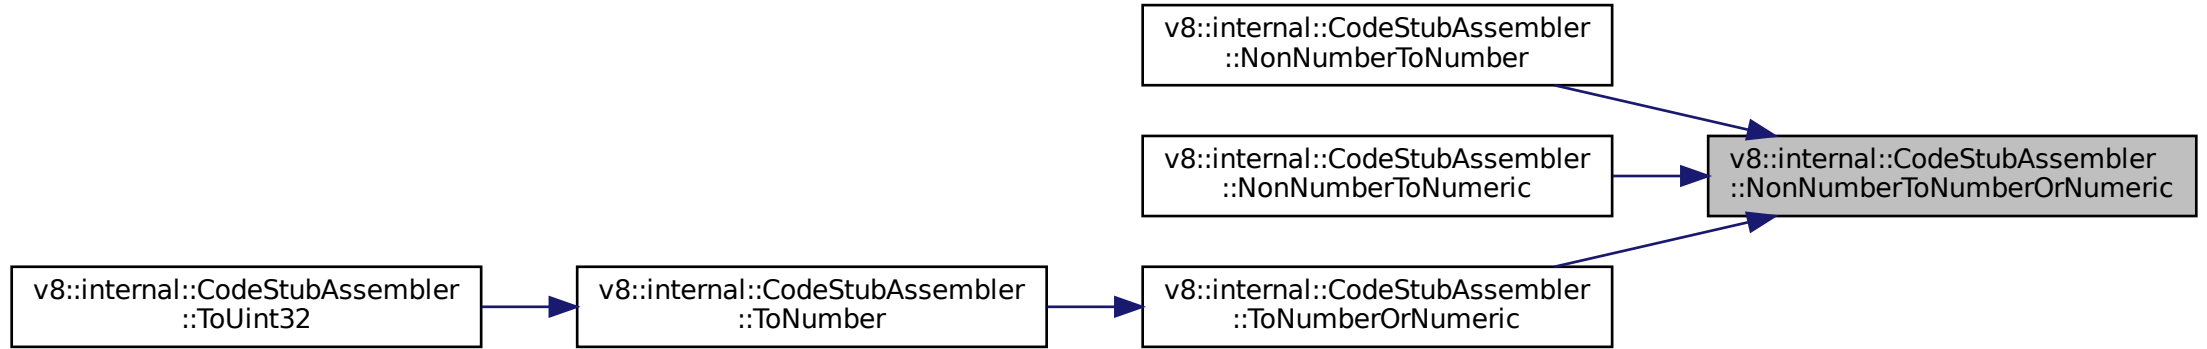 v8::internal::CodeStubAssembler
::NonNumberToNumber
v8::internal::CodeStubAssembler
::NonNumberToNumeric
v8::internal::CodeStubAssembler
::NonNumberToNumberOrNumeric
v8::internal::CodeStubAssembler
::ToUint32
v8::internal::CodeStubAssembler
::ToNumber
v8::internal::CodeStubAssembler
::ToNumberOrNumeric